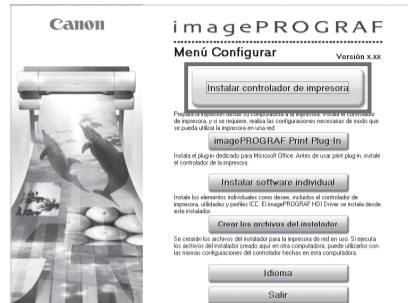 Canon
imagePROGRAF
Menú Configurar
Versión x.xx
Instalar controlador de impresora
Prepara la impresión desde su computadora a la impresora. Instala el controlador
de impresora, y si se requiere, realiza las configuraciones necesarias de modo que
se pueda utilizar la impresora en una red.
imagePROGRAF Print Plug-In
Instala el plug-in dedicado para Microsoft Office. Antes de usar print plug-in, instale
el controlador de la impresora.
Instalar software individual
Instale los elementos individuales como desee, incluidos el controlador de
impresora, utilidades y perfiles ICC. El imagePROGRAF HDI Driver se instala desde
este instalador.
Crear los archivos del instalador
Se crearán los archivos del instalador para la impresora de red en uso. Si ejecuta
los archivos del instalador creado aquí en otra computadora, puede utilizarlos con
las mismas configuraciones del controlador hechas en esta computadora.
Idioma
Salir